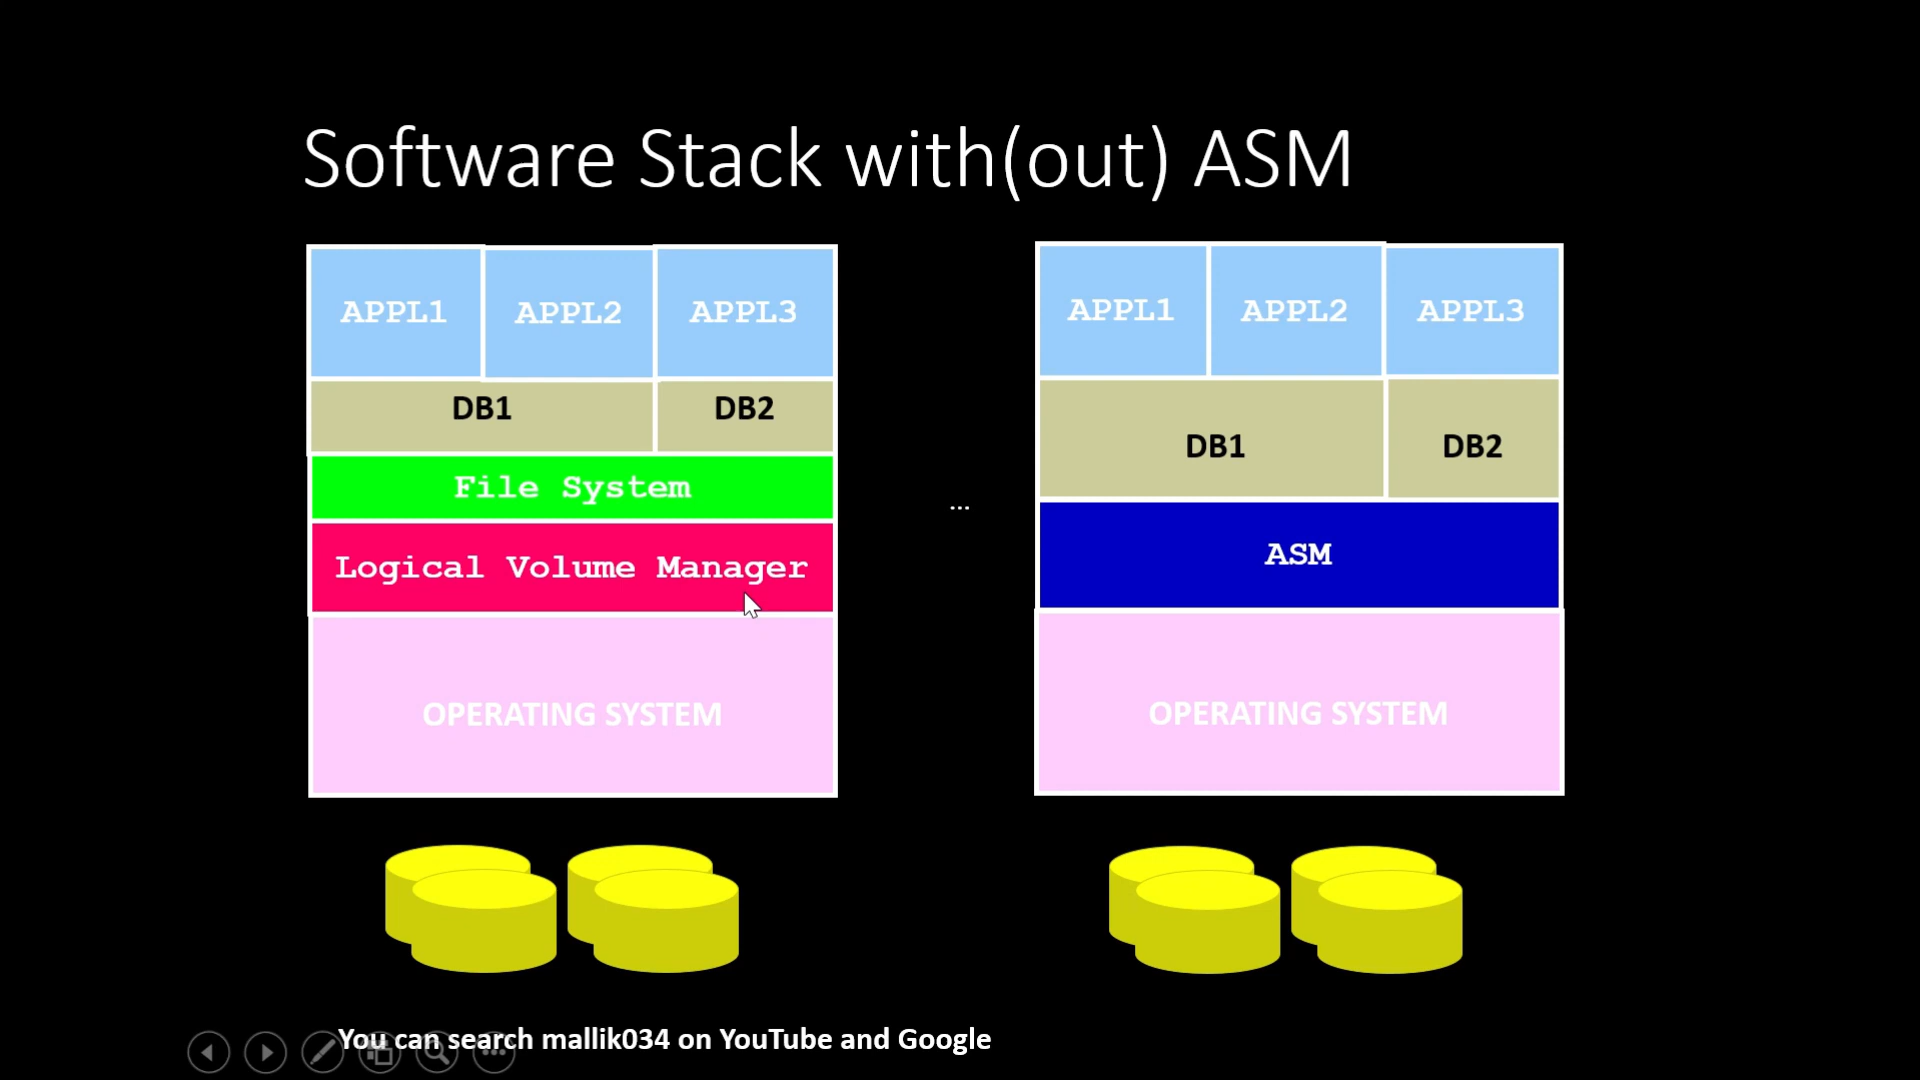 Software Stack with(out) ASM
APPL1 APPL2 APPL3
DB1 DB2
File System
Logical Volume Manager
OPERATING SYSTEM
...
APPL1 APPL2 APPL3
DB1 DB2
ASM
OPERATING SYSTEM
You can search mallik034 on YouTube and Google